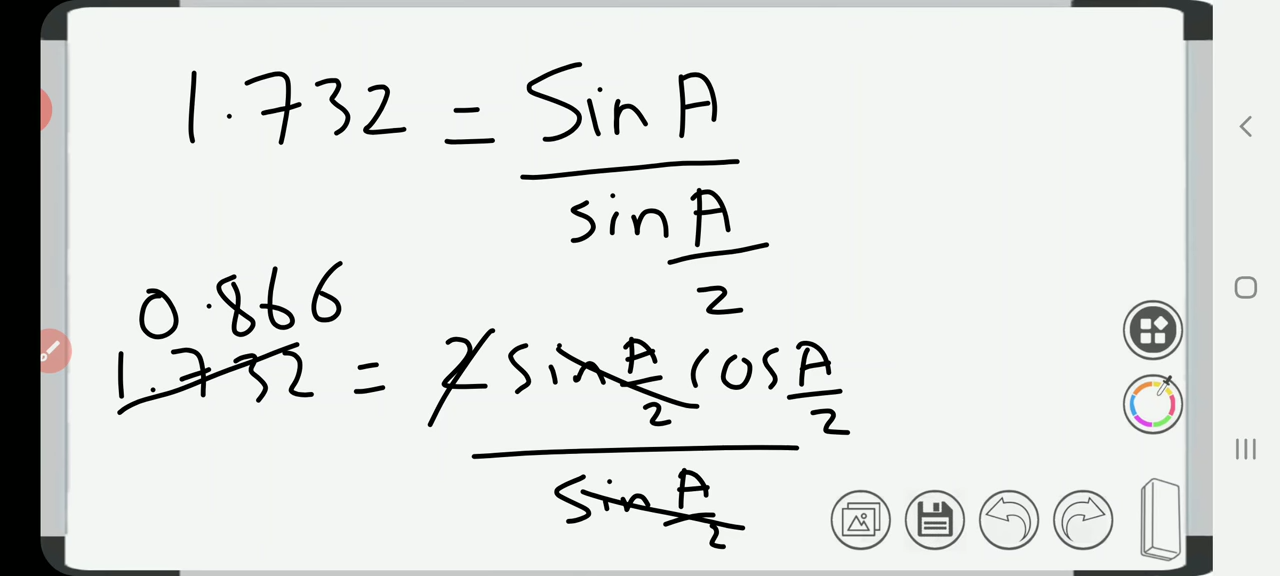 1.732 = Sin A
sin A
2
0.866
1.732 = 2 sin A/2 cos A/2
sin A/2